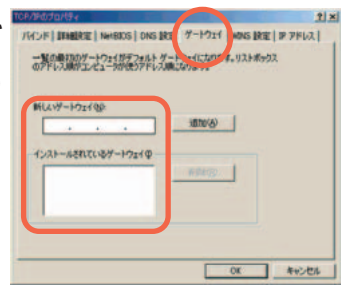 TCP/IPのプロパティ
バインド 詳細設定 NetBIOS DNS 設定 ゲートウェイ WINS 設定 IP アドレス
一覧の最初のゲートウェイがデフォルト ゲートウェイになります。リストボックス
のアドレス順がコンピュータの使うアドレス順になります。
新しいゲートウェイ(N):
追加(A)
インストールされているゲートウェイ(I)
削除(R)
OK キャンセル